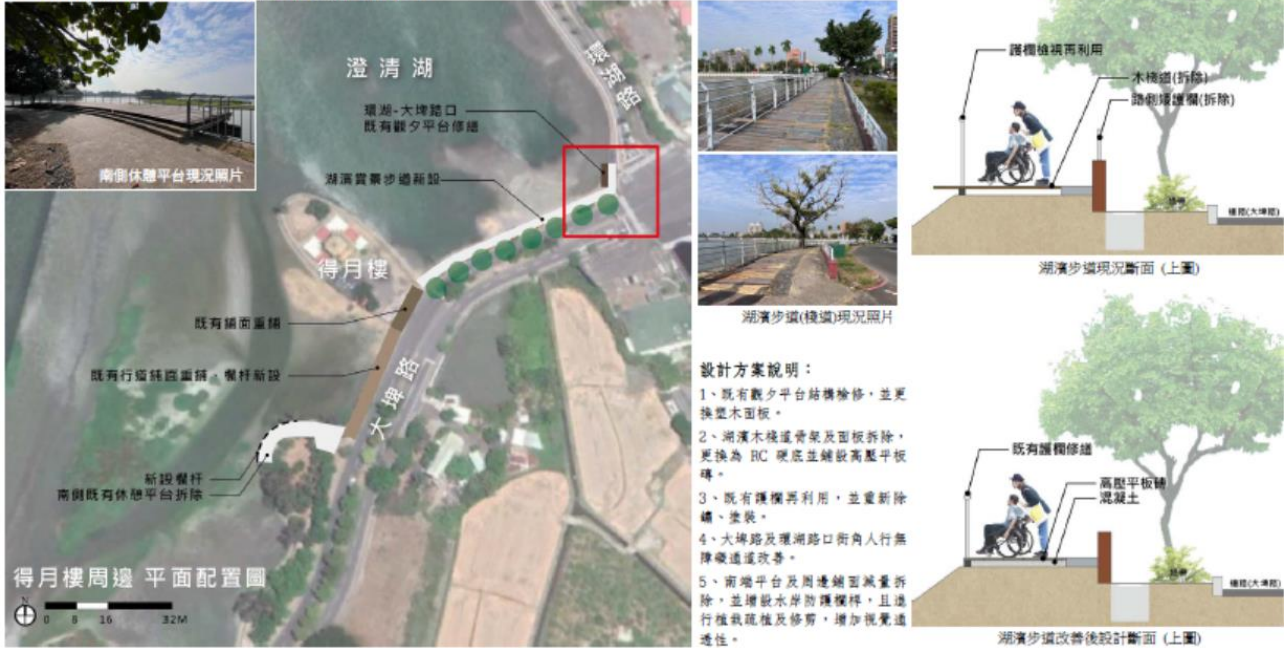 南側休憩平台現況照片
澄清湖
環湖路
環湖-大埤路口
既有觀夕平台修繕
湖濱賞景步道新設
得月樓
既有鋪面重鋪
既有行道鋪面重鋪、欄杆新設
大埤路
新設欄杆
南側既有休憩平台拆除
得月樓周邊 平面配置圖
N
0 8 16 32M
湖濱步道(棧道)現況照片
設計方案說明：
1、既有觀夕平台結構檢修，並更
換塑木面板。
2、湖濱木棧道骨架及面板拆除，
更換為 RC 硬底並鋪設高壓平板
磚。
3、既有護欄再利用，並重新除
鏽、塗裝。
4、大埤路及環湖路口街角人行無
障礙通道改善。
5、南端平台及周邊鋪面減量拆
除，並增設水岸防護欄桿，且進
行植栽疏植及修剪，增加視覺通
透性。
護欄檢視再利用
木棧道(拆除)
路側矮護欄(拆除)
車道(大埤路)
湖濱步道現況斷面 (上圖)
既有護欄修繕
高壓平板磚
混凝土
車道(大埤路)
湖濱步道改善後設計斷面 (上圖)